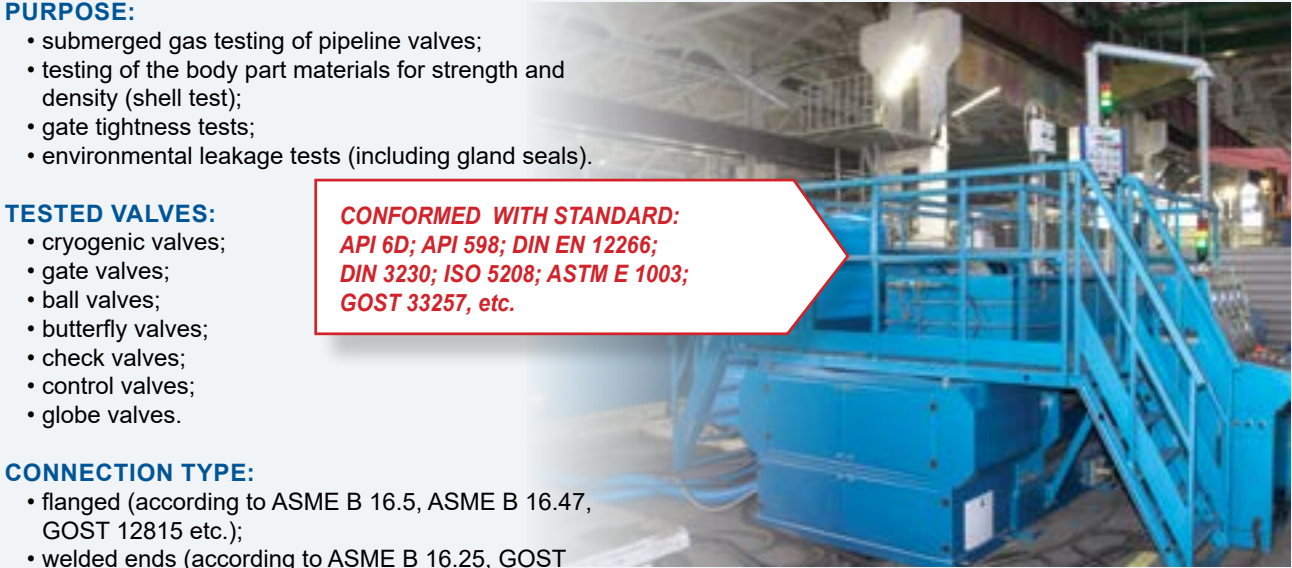 PURPOSE:
• submerged gas testing of pipeline valves;
• testing of the body part materials for strength and
density (shell test);
• gate tightness tests;
• environmental leakage tests (including gland seals).
TESTED VALVES:
• cryogenic valves;
• gate valves;
• ball valves;
• butterfly valves;
• check valves;
• control valves;
• globe valves.
CONFORMED WITH STANDARD:
API 6D; API 598; DIN EN 12266;
DIN 3230; ISO 5208; ASTM E 1003;
GOST 33257, etc.
CONNECTION TYPE:
• flanged (according to ASME B 16.5, ASME B 16.47,
GOST 12815 etc.);
• welded ends (according to ASME B 16.25, GOST